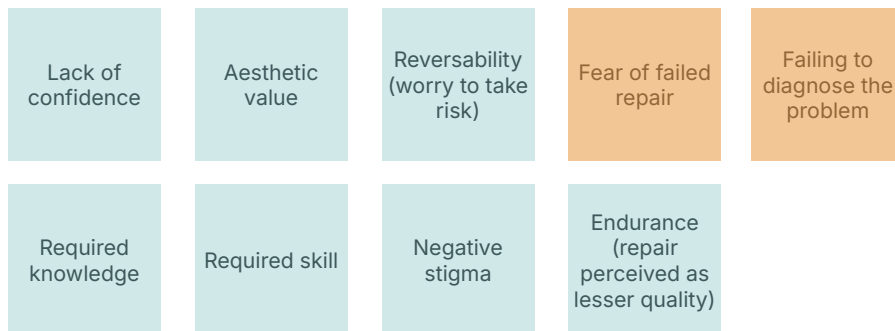 Lack of
confidence
Aesthetic
value
Reversability
(worry to take
risk)
Fear of failed
repair
Failing to
diagnose the
problem
Required
knowledge
Required skill
Negative
stigma
Endurance
(repair
perceived as
lesser quality)